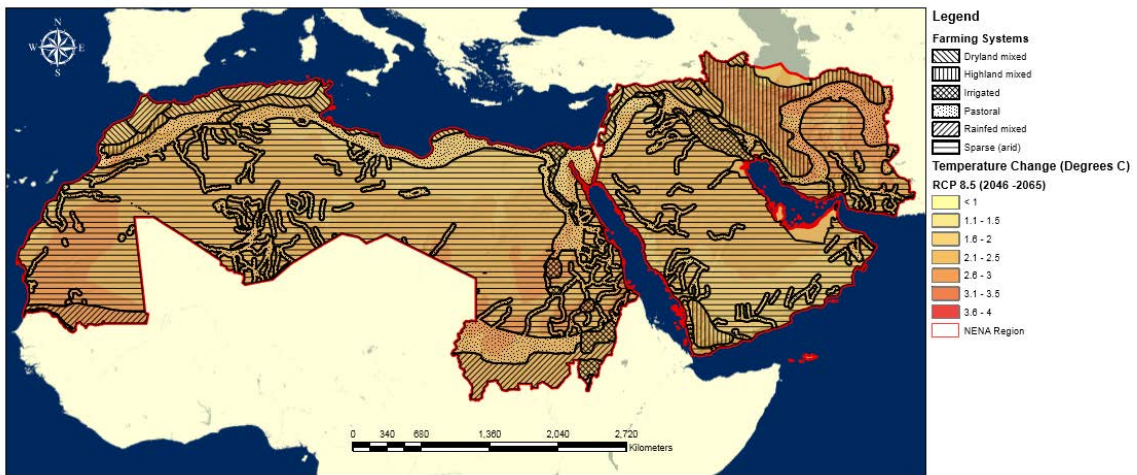 N
W E
S
Legend
Farming Systems
Dryland mixed
Highland mixed
Irrigated
Pastoral
Rainfed mixed
Sparse (arid)
Temperature Change (Degrees C)
RCP 8.5 (2046 -2065)
< 1
1.1 - 1.5
1.6 - 2
2.1 - 2.5
2.6 - 3
3.1 - 3.5
3.6 - 4
NENA Region
0 340 680 1,360 2,040 2,720
Kilometers